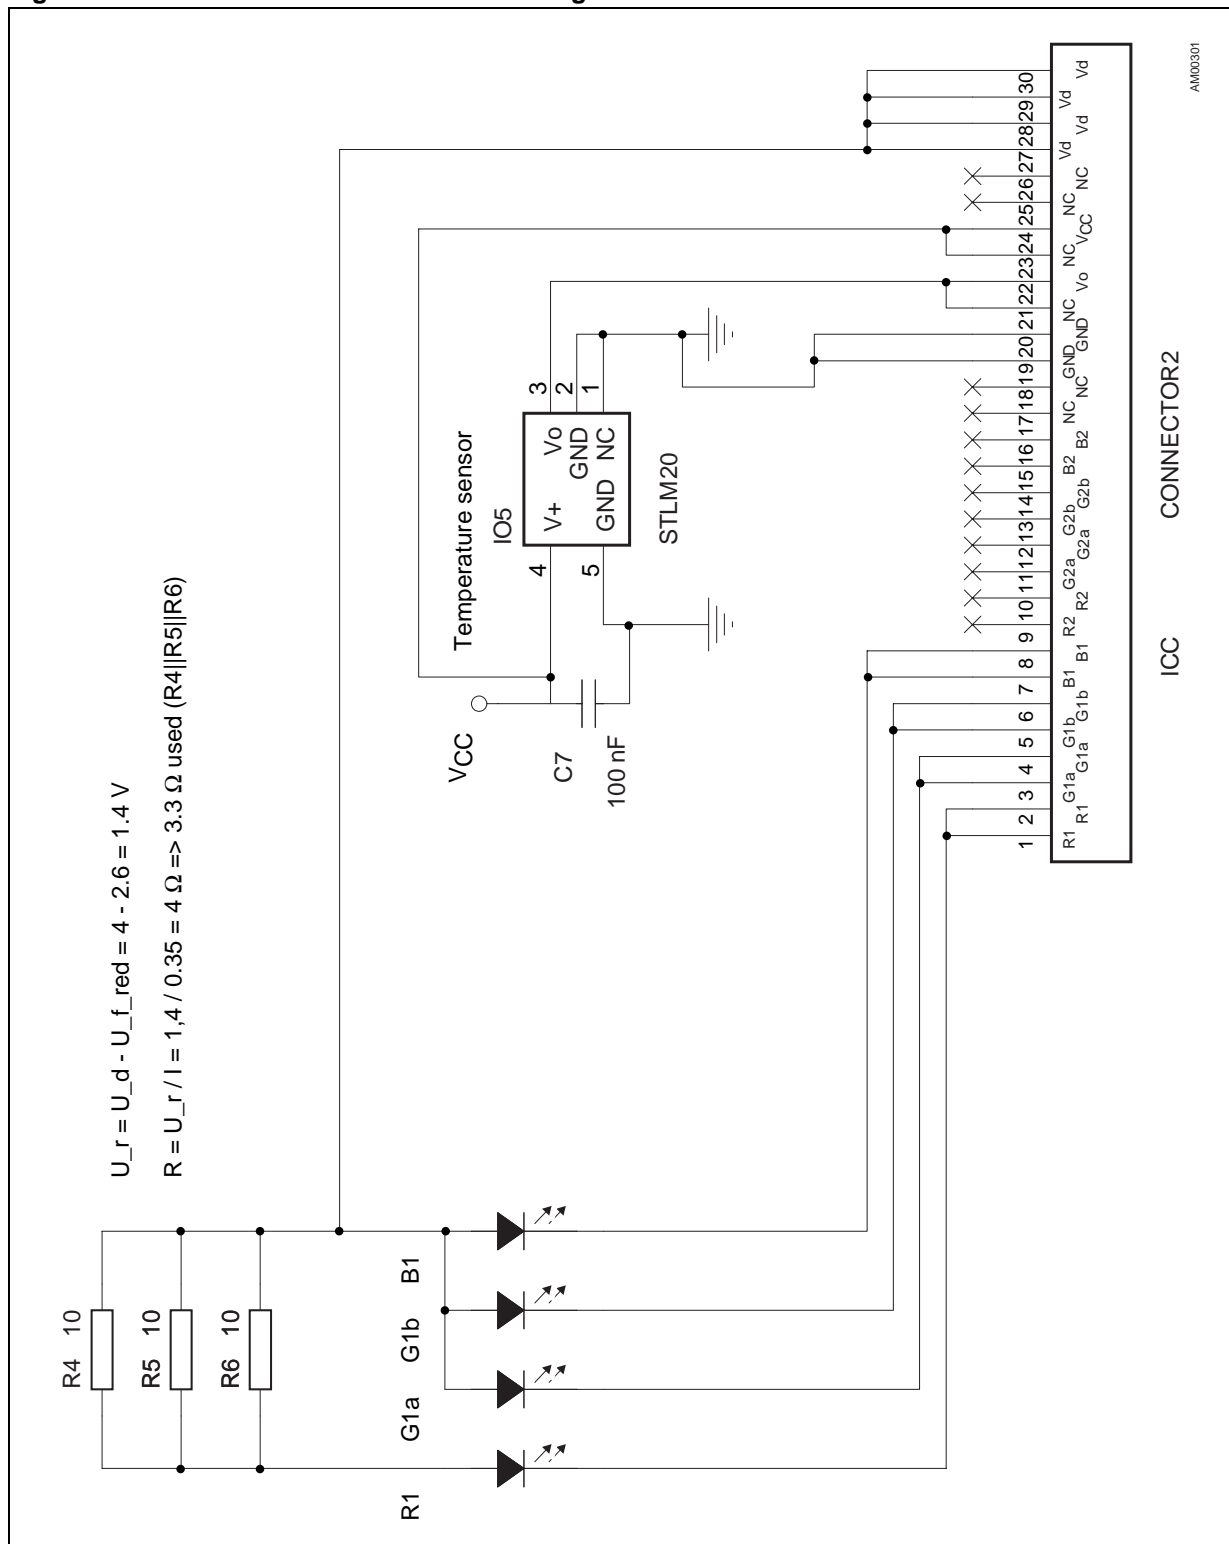 U_r = U_d - U_f_red = 4 - 2.6 = 1.4 V
R = U_r / I = 1,4 / 0.35 = 4 Ω => 3.3 Ω used (R4||R5||R6)
R4 10
R5 10
R6 10
R1
G1a
G1b
B1
VCC
C7
100 nF
Temperature sensor
IO5
4
5
V+
GND
Vo
GND
NC
3
2
1
STLM20
1 R1
2 R1
3 G1a
4 G1a
5 G1b
6 G1b
7 B1
8 B1
9 R2
10 R2
11 G2a
12 G2a
13 G2b
14 G2b
15 B2
16 B2
17 NC
18 NC
19 GND
20 GND
21 NC
22 Vo
23 NC
24 VCC
25 NC
26 NC
27 Vd
28 Vd
29 Vd
30 Vd
ICC
CONNECTOR2
AM00301